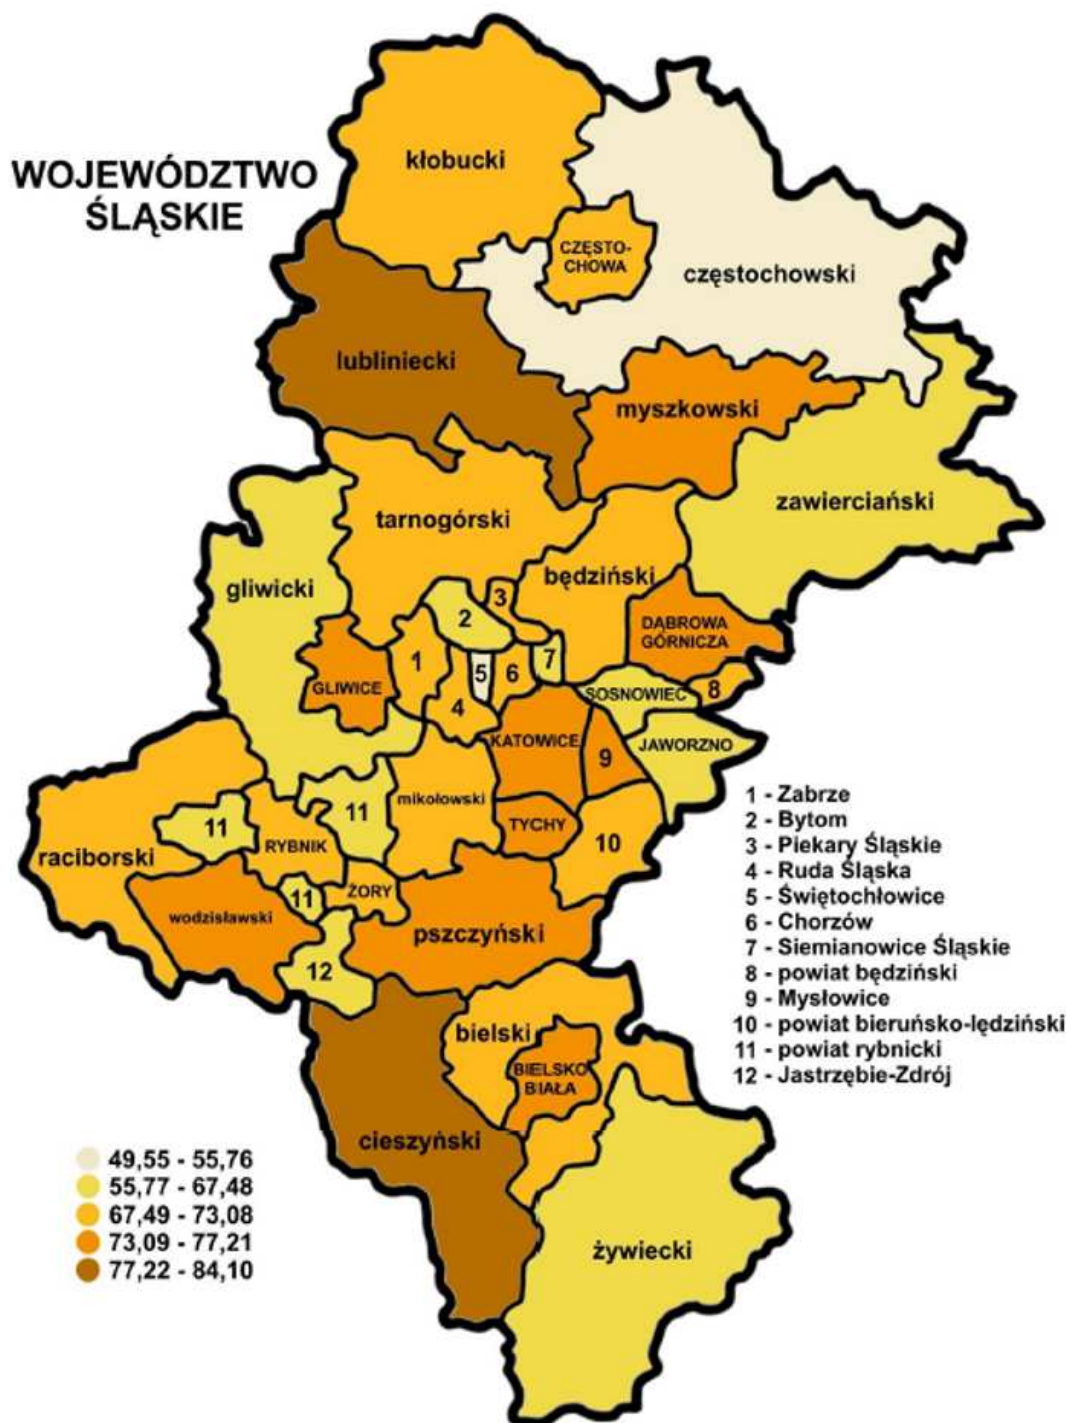 WOJEWÓDZTWO
ŚLĄSKIE
kłobucki
CZĘSTO-
CHOWA
częstochowski
lubliniecki
myszkowski
zawierciański
tarnogórski
będziński
gliwicki
3
2
DĄBROWA
GÓRNICZA
1
5
6
7
GLIWICE
4
SOSNOWIEC
8
KATOWICE
9
JAWORZNO
mikołowski
11
11
TYCHY
RYBNIK
10
raciborski
11
ŻORY
wodzisławski
pszczyński
12
bielski
BIELSKO
BIAŁA
cieszyński
żywiecki
1 - Zabrze
2 - Bytom
3 - Piekary Śląskie
4 - Ruda Śląska
5 - Świętochłowice
6 - Chorzów
7 - Siemianowice Śląskie
8 - powiat będziński
9 - Mysłowice
10 - powiat bieruńsko-lędziński
11 - powiat rybnicki
12 - Jastrzębie-Zdrój
49,55 - 55,76
55,77 - 67,48
67,49 - 73,08
73,09 - 77,21
77,22 - 84,10